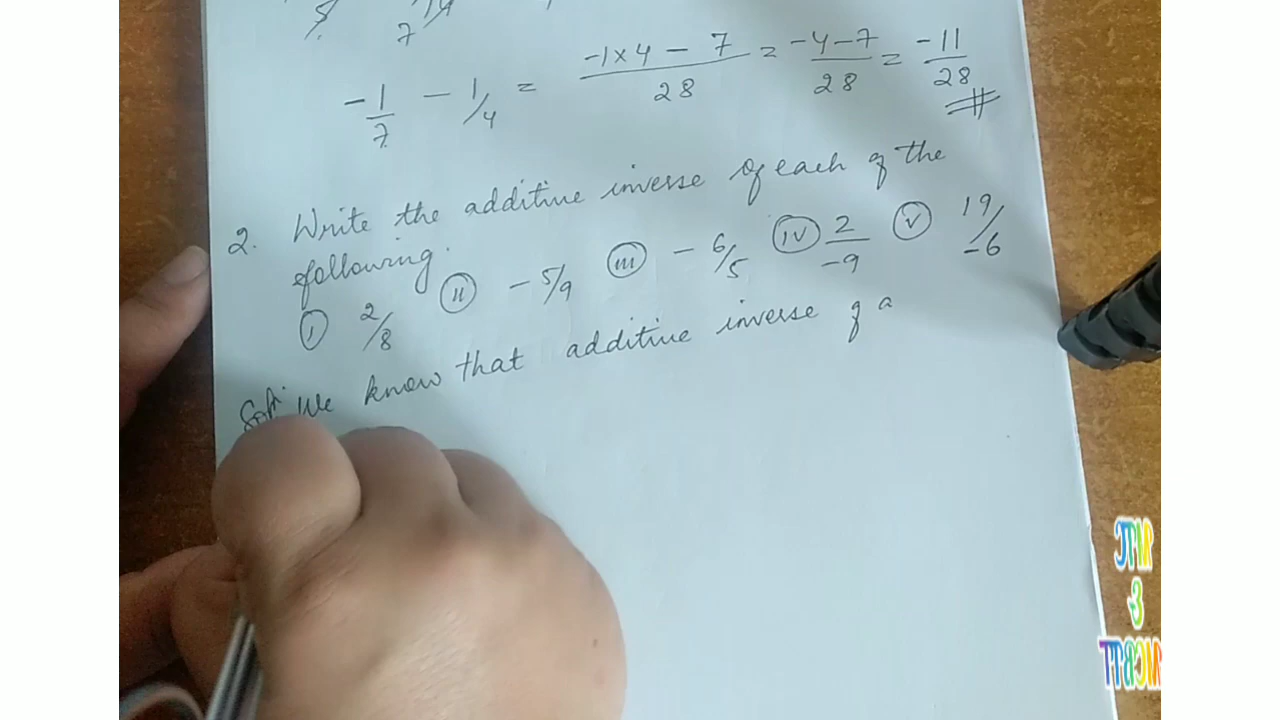 7
-1/7 - 1/4 = -1×4 - 7/28 = -4-7/28 = -11/28
2. Write the additive inverse of each of the
following:
(i) 2/8 (ii) -5/9 (iii) -6/5 (iv) 2/-9 (v) 19/-6
Soln We know that additive inverse of a